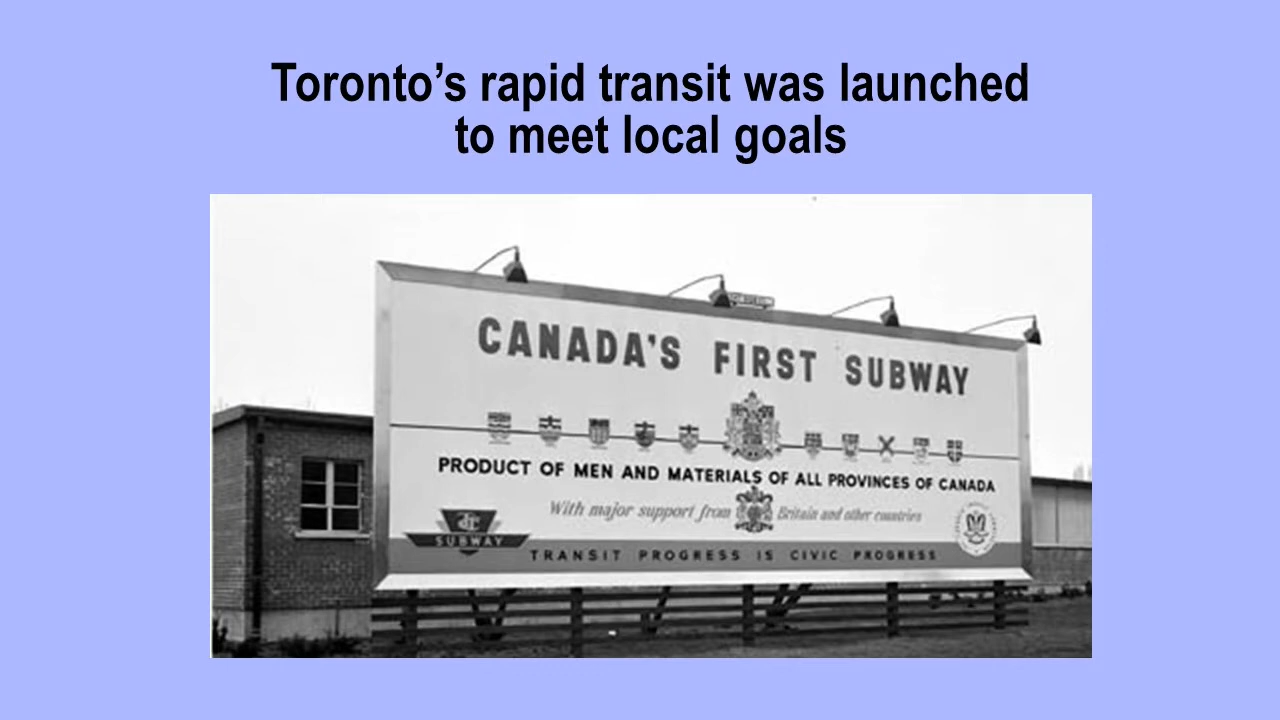 Toronto’s rapid transit was launched
to meet local goals
CANADA'S FIRST SUBWAY
PRODUCT OF MEN AND MATERIALS OF ALL PROVINCES OF CANADA
With major support from Britain and other countries
TTC
SUBWAY
TRANSIT PROGRESS IS CIVIC PROGRESS